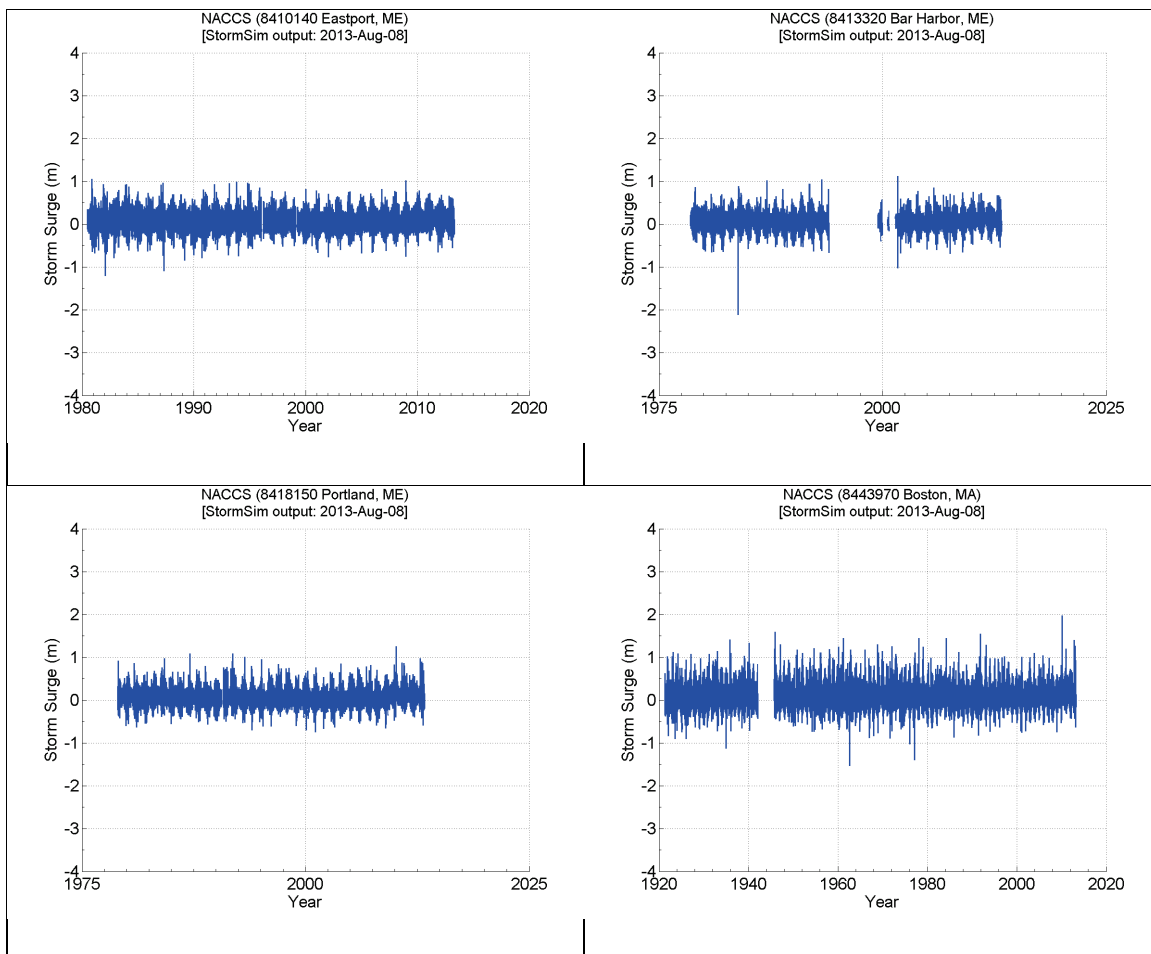 NACCS (8410140 Eastport, ME)
[StormSim output: 2013-Aug-08]
4
3
2
1
0
-1
-2
-3
-4
Storm Surge (m)
1980 1990 2000 2010 2020
Year
NACCS (8413320 Bar Harbor, ME)
[StormSim output: 2013-Aug-08]
4
3
2
1
0
-1
-2
-3
-4
Storm Surge (m)
1975 2000 2025
Year
NACCS (8418150 Portland, ME)
[StormSim output: 2013-Aug-08]
4
3
2
1
0
-1
-2
-3
-4
Storm Surge (m)
1975 2000 2025
Year
NACCS (8443970 Boston, MA)
[StormSim output: 2013-Aug-08]
4
3
2
1
0
-1
-2
-3
-4
Storm Surge (m)
1920 1940 1960 1980 2000 2020
Year